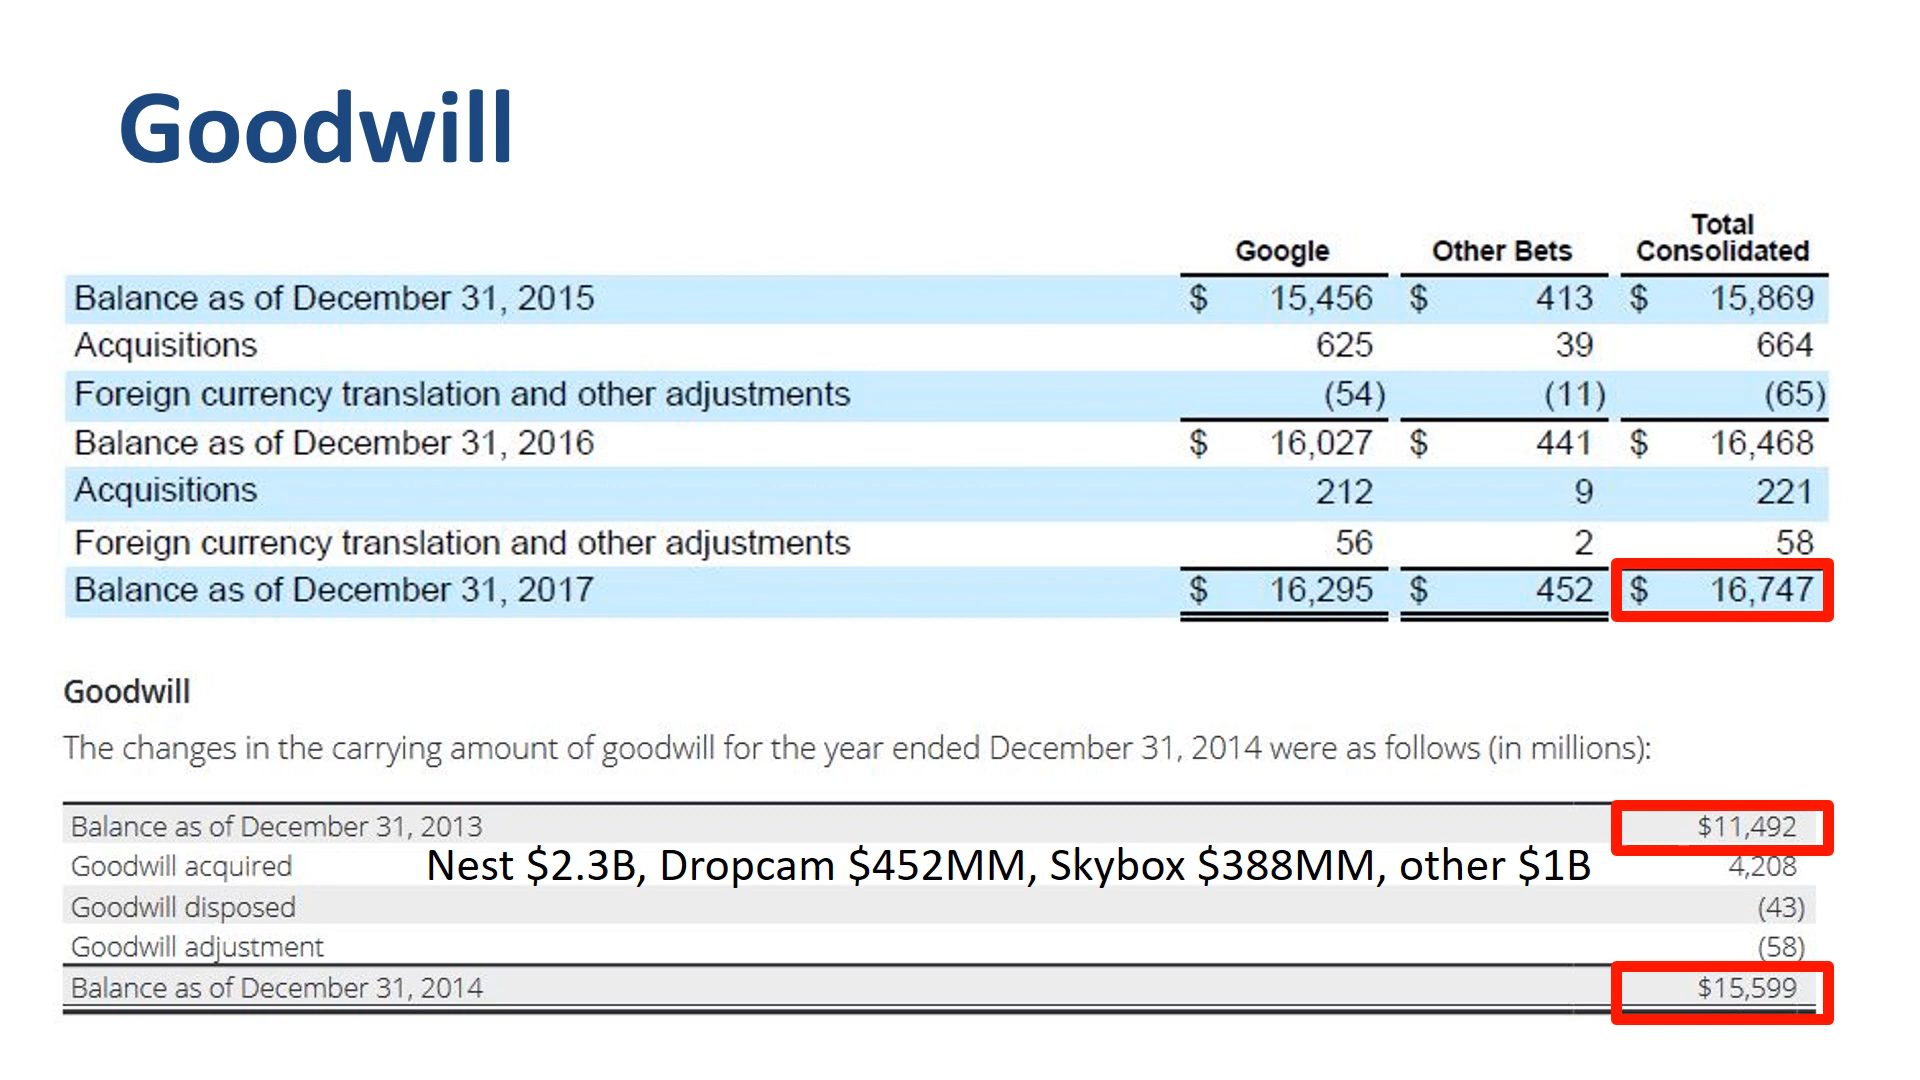 Goodwill
Total
Google Other Bets Consolidated
Balance as of December 31, 2015 $ 15,456 $ 413 $ 15,869
Acquisitions 625 39 664
Foreign currency translation and other adjustments (54) (11) (65)
Balance as of December 31, 2016 $ 16,027 $ 441 $ 16,468
Acquisitions 212 9 221
Foreign currency translation and other adjustments 56 2 58
Balance as of December 31, 2017 $ 16,295 $ 452 $ 16,747
Goodwill
The changes in the carrying amount of goodwill for the year ended December 31, 2014 were as follows (in millions):
Balance as of December 31, 2013 $11,492
Goodwill acquired Nest $2.3B, Dropcam $452MM, Skybox $388MM, other $1B 4,208
Goodwill disposed (43)
Goodwill adjustment (58)
Balance as of December 31, 2014 $15,599